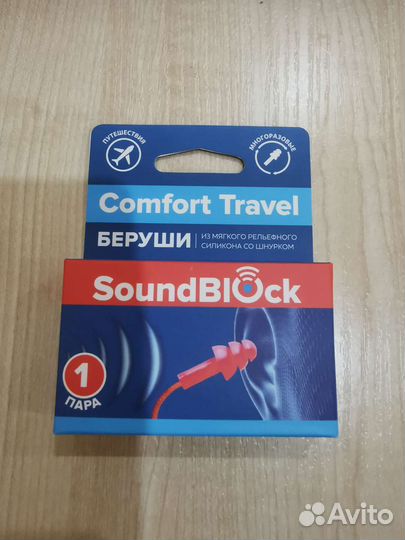 ПУТЕШЕСТВИЯ
МНОГОРАЗОВЫЕ
Comfort Travel
БЕРУШИ
ИЗ МЯГКОГО РЕЛЬЕФНОГО
СИЛИКОНА СО ШНУРКОМ
SoundBlock
1
ПАРА
Avito